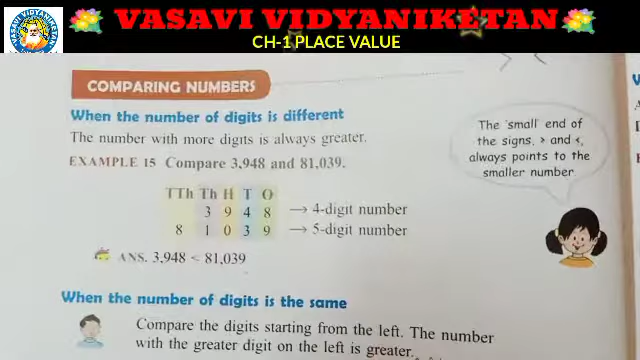 VASAVI VIDYANIKETAN
CH-1 PLACE VALUE
COMPARING NUMBERS
When the number of digits is different
The number with more digits is always greater.
EXAMPLE 15 Compare 3,948 and 81,039.
TTh Th H T O
3 9 4 8 → 4-digit number
8 1 0 3 9 → 5-digit number
ANS. 3,948 < 81,039
The 'small' end of
the signs, > and <,
always points to the
smaller number.
When the number of digits is the same
Compare the digits starting from the left. The number
with the greater digit on the left is greater.